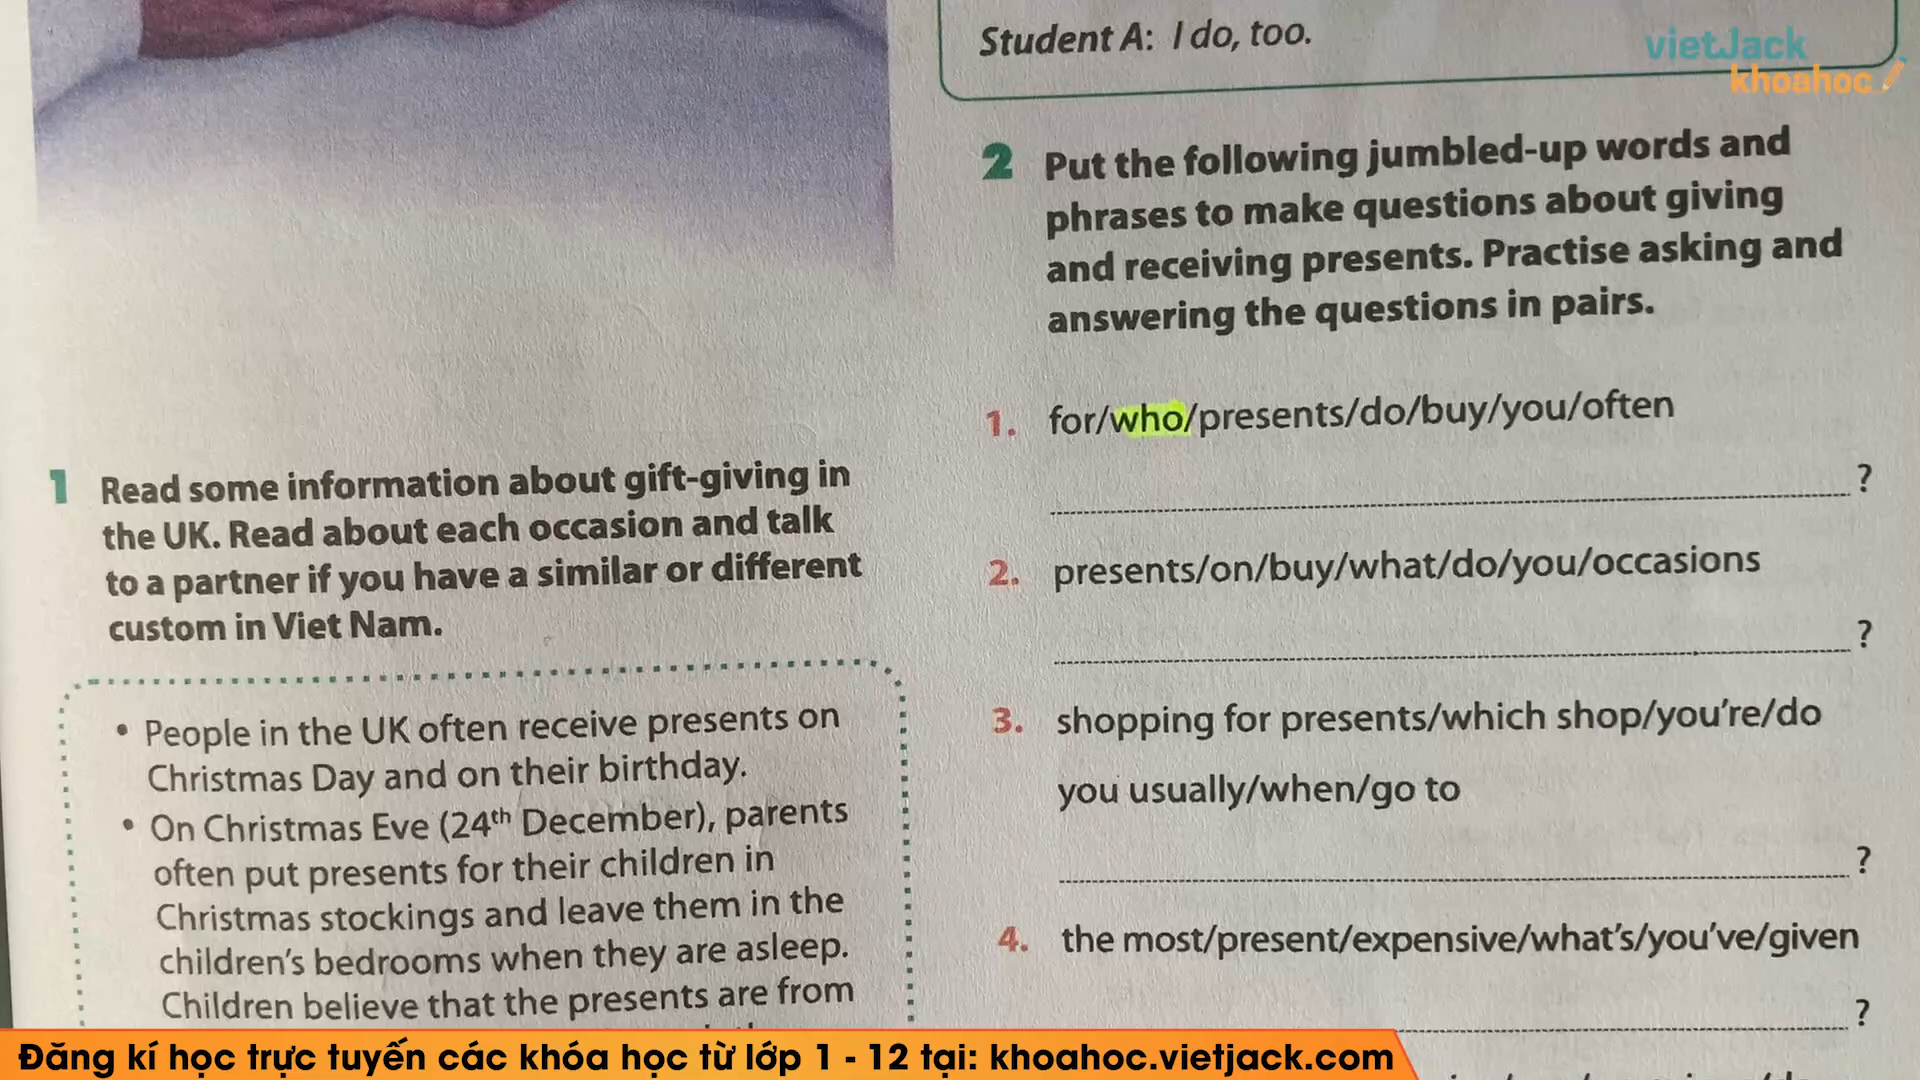 Student A: I do, too.
vietJack
khoahoc
1 Read some information about gift-giving in
the UK. Read about each occasion and talk
to a partner if you have a similar or different
custom in Viet Nam.
• People in the UK often receive presents on
Christmas Day and on their birthday.
• On Christmas Eve (24th December), parents
often put presents for their children in
Christmas stockings and leave them in the
children's bedrooms when they are asleep.
Children believe that the presents are from
2 Put the following jumbled-up words and
phrases to make questions about giving
and receiving presents. Practise asking and
answering the questions in pairs.
1. for/who/presents/do/buy/you/often
?
2. presents/on/buy/what/do/you/occasions
?
3. shopping for presents/which shop/you're/do
you usually/when/go to
?
4. the most/present/expensive/what's/you've/given
?
Đăng kí học trực tuyến các khóa học từ lớp 1 - 12 tại: khoahoc.vietjack.com